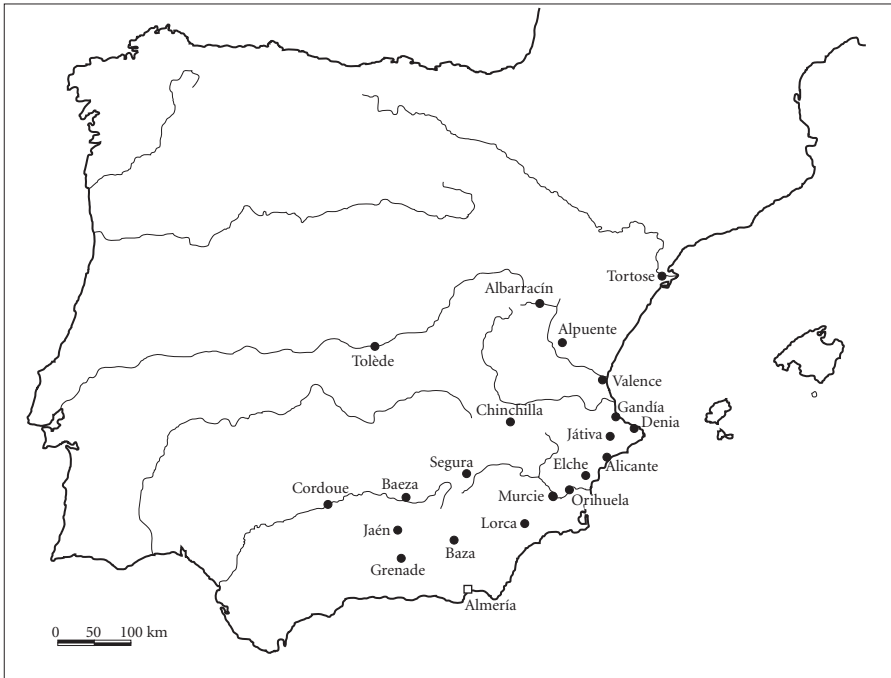 Tortose
Albarracín
Alpuente
Tolède
Valence
Chinchilla
Gandía
Denia
Játiva
Segura
Elche
Alicante
Cordoue
Baeza
Murcie
Orihuela
Jaén
Lorca
Baza
Grenade
Almería
0 50 100 km